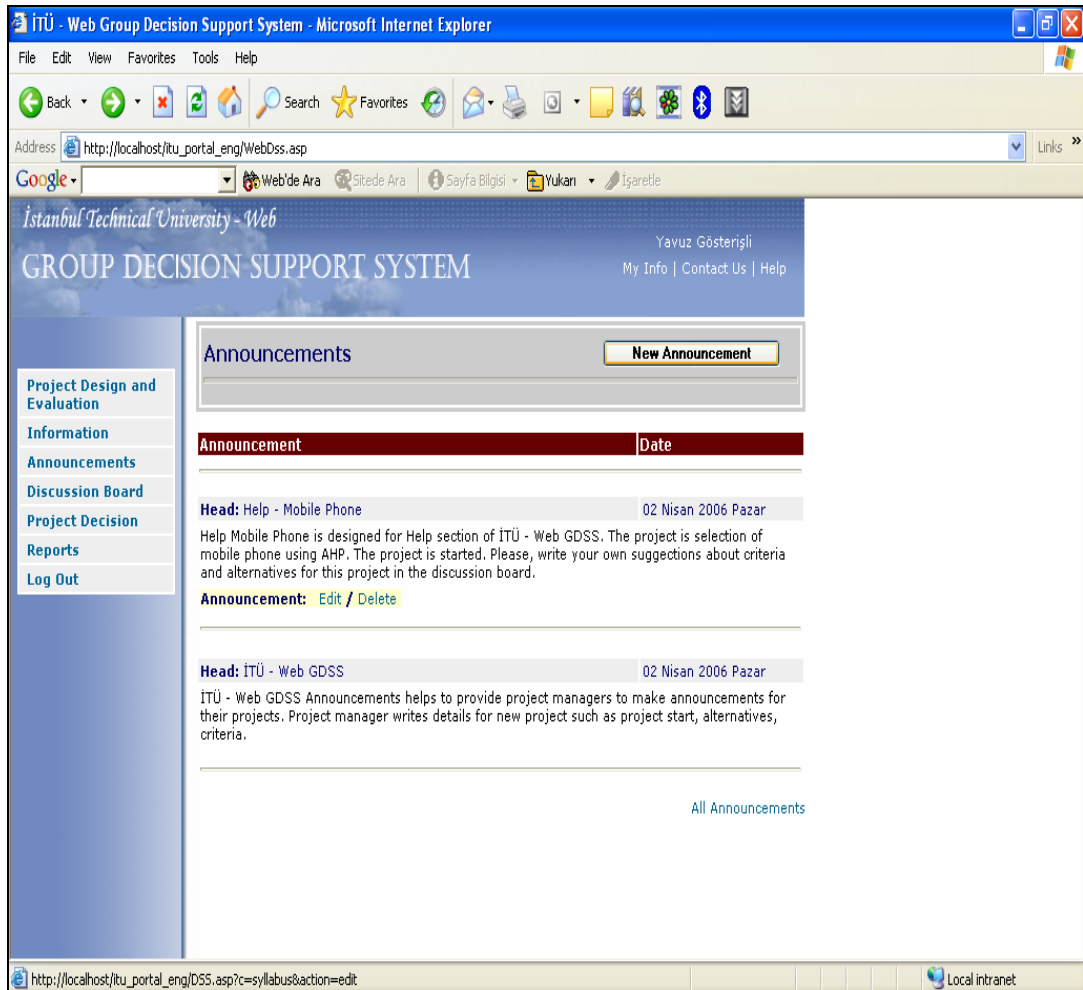 İTÜ - Web Group Decision Support System - Microsoft Internet Explorer
File Edit View Favorites Tools Help
Back Search Favorites
Address http://localhost/itu_portal_eng/WebDss.asp Links »
Google Web'de Ara Sitede Ara Sayfa Bilgisi Yukarı İşaretle
İstanbul Technical University - Web
GROUP DECISION SUPPORT SYSTEM
Yavuz Gösterişli
My Info | Contact Us | Help
Project Design and
Evaluation
Information
Announcements
Discussion Board
Project Decision
Reports
Log Out
Announcements New Announcement
Announcement Date
Head: Help - Mobile Phone 02 Nisan 2006 Pazar
Help Mobile Phone is designed for Help section of İTÜ - Web GDSS. The project is selection of
mobile phone using AHP. The project is started. Please, write your own suggestions about criteria
and alternatives for this project in the discussion board.
Announcement: Edit / Delete
Head: İTÜ - Web GDSS 02 Nisan 2006 Pazar
İTÜ - Web GDSS Announcements helps to provide project managers to make announcements for
their projects. Project manager writes details for new project such as project start, alternatives,
criteria.
All Announcements
http://localhost/itu_portal_eng/DSS.asp?c=syllabus&action=edit Local intranet